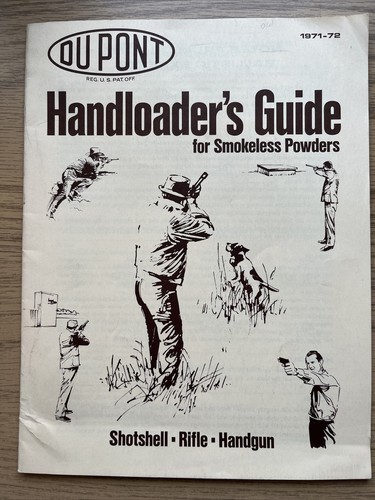 DU PONT
REG. U. S. PAT. OFF.
1971-72
Handloader's Guide
for Smokeless Powders
Shotshell ▪ Rifle ▪ Handgun